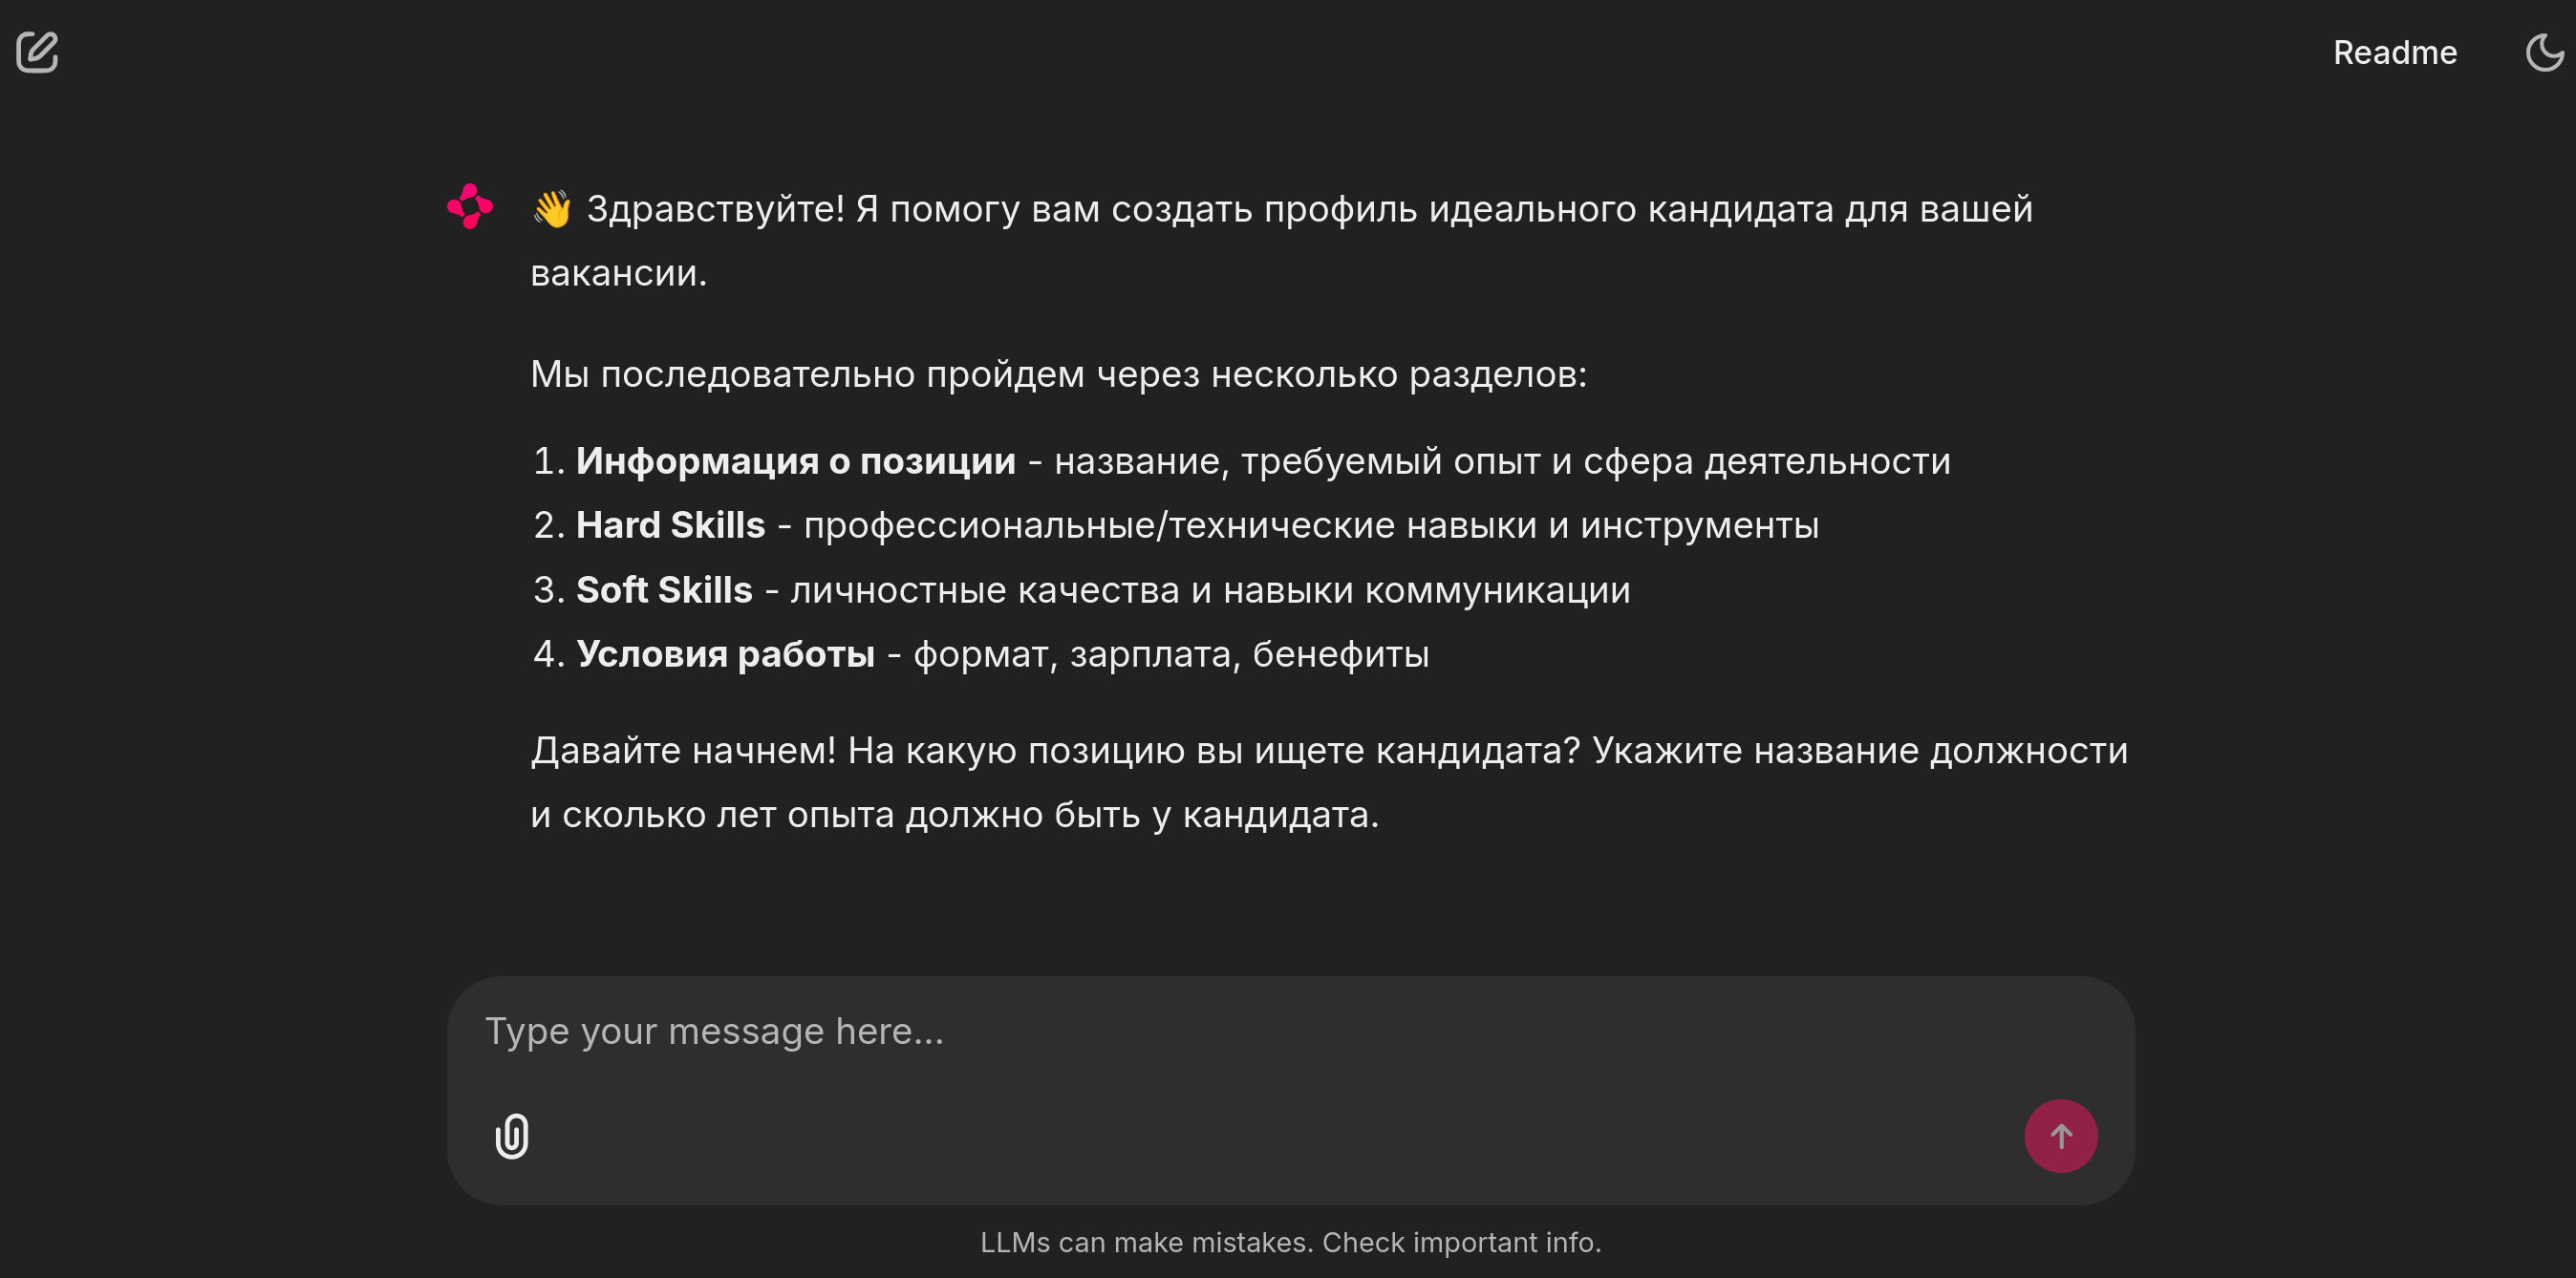 Readme
👋 Здравствуйте! Я помогу вам создать профиль идеального кандидата для вашей
вакансии.
Мы последовательно пройдем через несколько разделов:
1. Информация о позиции - название, требуемый опыт и сфера деятельности
2. Hard Skills - профессиональные/технические навыки и инструменты
3. Soft Skills - личностные качества и навыки коммуникации
4. Условия работы - формат, зарплата, бенефиты
Давайте начнем! На какую позицию вы ищете кандидата? Укажите название должности
и сколько лет опыта должно быть у кандидата.
Type your message here...
LLMs can make mistakes. Check important info.